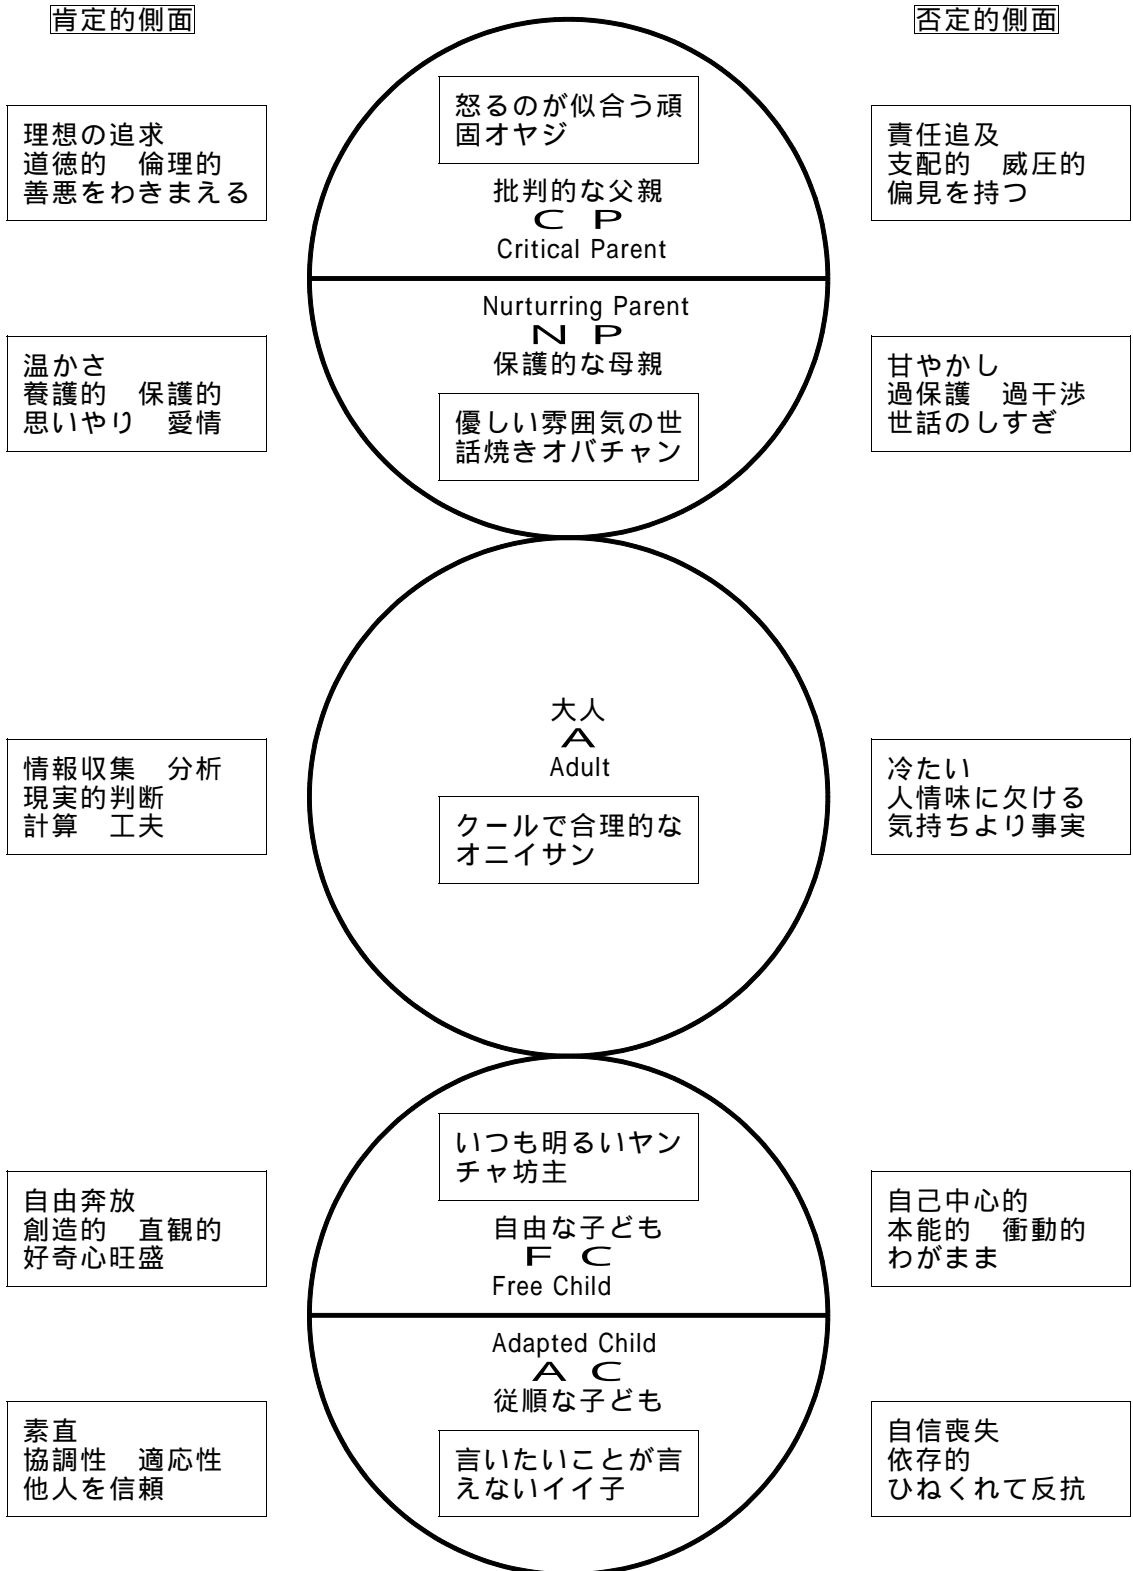 肯定的側面
否定的側面
怒るのが似合う頑
固オヤジ
理想の追求
道徳的　倫理的
善悪をわきまえる
責任追及
支配的　威圧的
偏見を持つ
批判的な父親
ＣＰ
Critical Parent
Nurturring Parent
ＮＰ
保護的な母親
温かさ
養護的　保護的
思いやり　愛情
甘やかし
過保護　過干渉
世話のしすぎ
優しい雰囲気の世
話焼きオバチャン
大人
Ａ
Adult
情報収集　分析
現実的判断
計算　工夫
クールで合理的な
オニイサン
冷たい
人情味に欠ける
気持ちより事実
いつも明るいヤン
チャ坊主
自由奔放
創造的　直観的
好奇心旺盛
自己中心的
本能的　衝動的
わがまま
自由な子ども
ＦＣ
Free Child
Adapted Child
ＡＣ
従順な子ども
素直
協調性　適応性
他人を信頼
言いたいことが言
えないイイ子
自信喪失
依存的
ひねくれて反抗